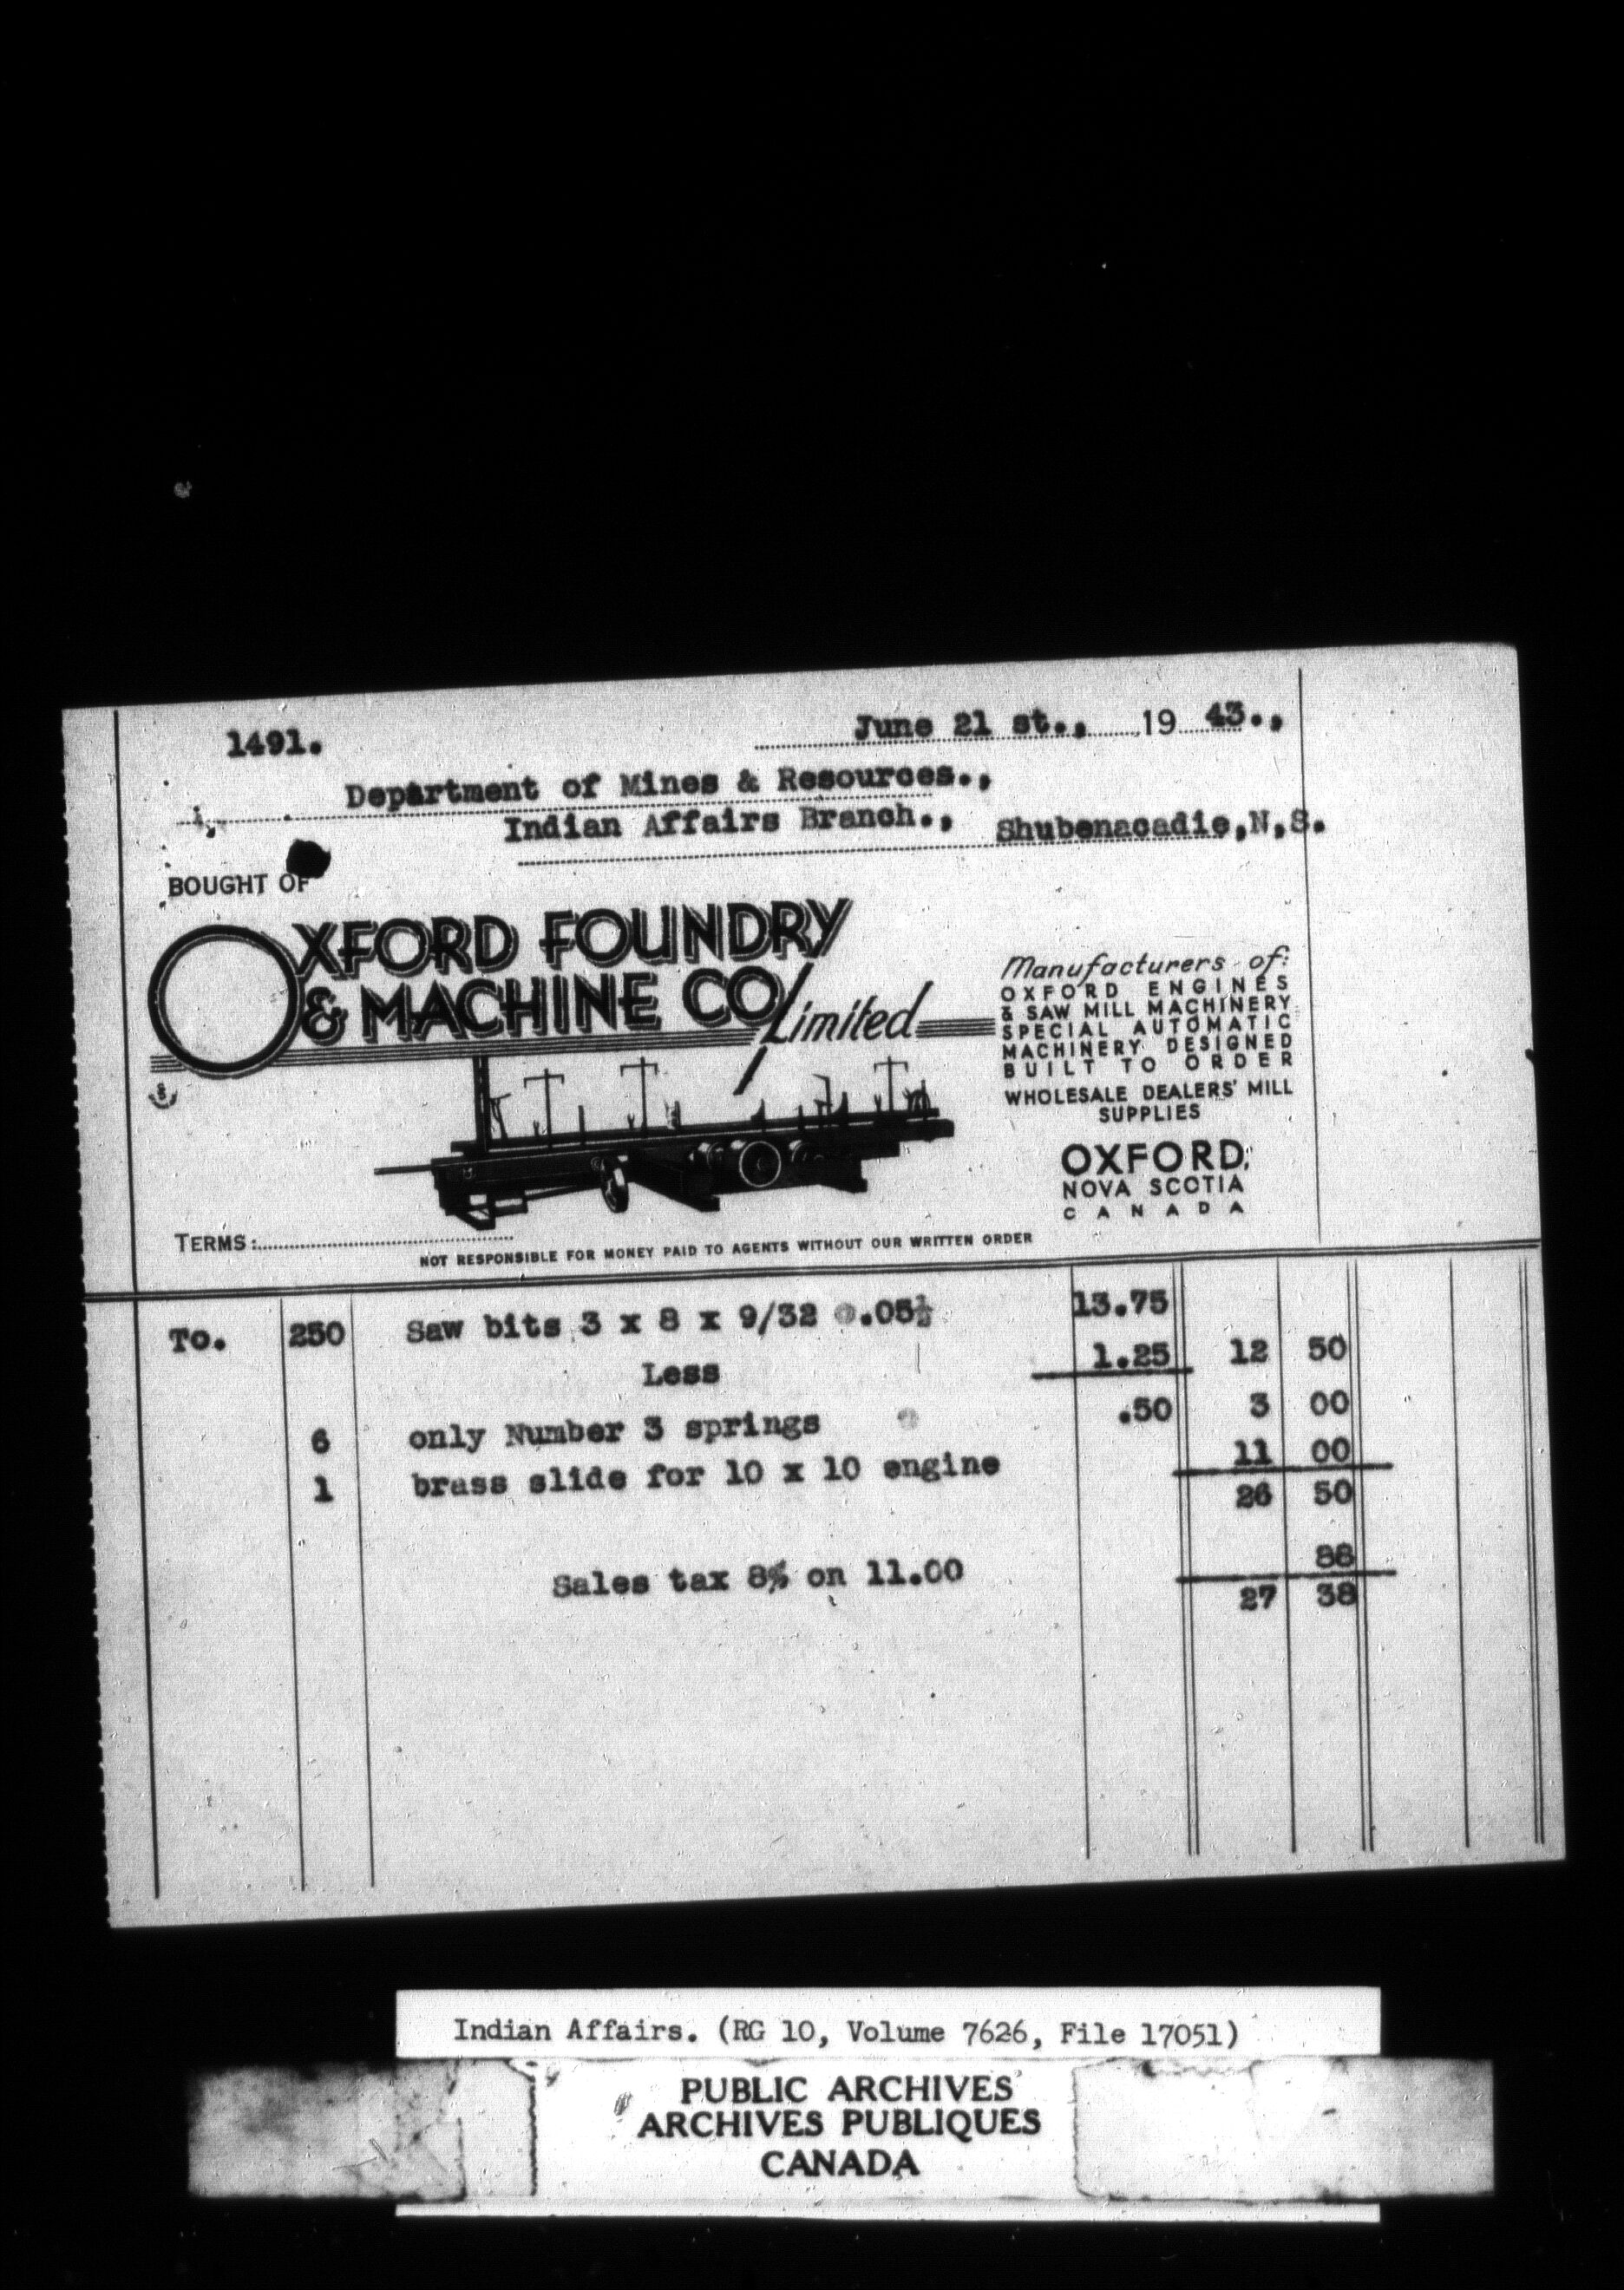 1491.
June 21 st., 19 43.,
Department of Mines & Resources.,
Indian Affairs Branch., Shubenacadie,N,S.
BOUGHT OF
OXFORD FOUNDRY
& MACHINE CO/Limited
Manufacturers of:
OXFORD ENGINES
& SAW MILL MACHINERY
SPECIAL AUTOMATIC
MACHINERY DESIGNED
BUILT TO ORDER
WHOLESALE DEALERS' MILL
SUPPLIES
OXFORD,
NOVA SCOTIA
CANADA
TERMS:
NOT RESPONSIBLE FOR MONEY PAID TO AGENTS WITHOUT OUR WRITTEN ORDER
To. 250 Saw bits 3 x 8 x 9/32 @.05½ 13.75
Less 1.25 12 50
6 only Number 3 springs @ .50 3 00
1 brass slide for 10 x 10 engine 11 00
26 50
Sales tax 8% on 11.00 88
27 38
Indian Affairs. (RG 10, Volume 7626, File 17051)
PUBLIC ARCHIVES
ARCHIVES PUBLIQUES
CANADA